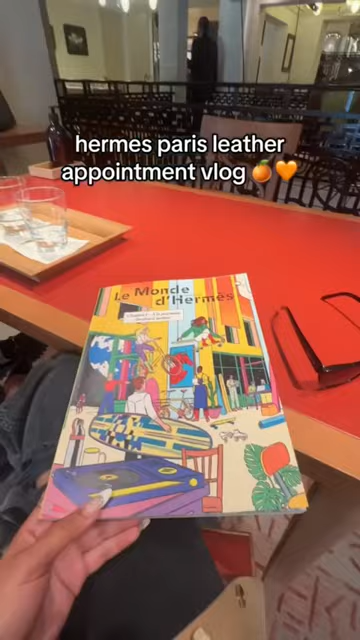 hermes paris leather
appointment vlog 🍊🧡
Le Monde
d'Hermès